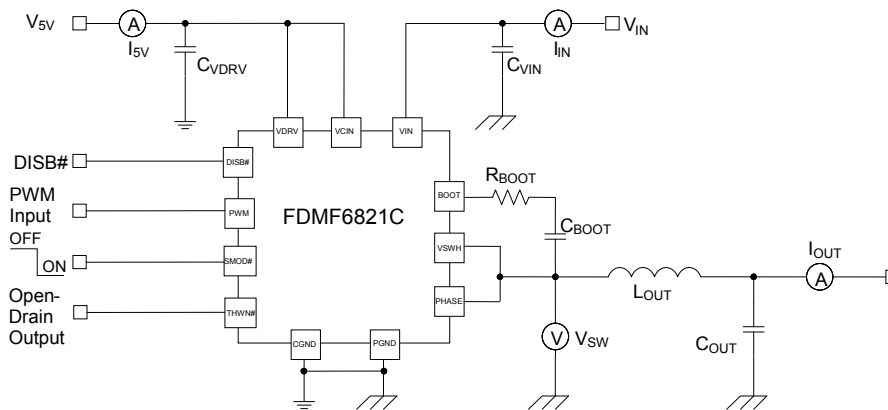 V5V
A
I5V
CVDRV
A
IIN
VIN
CVIN
VDRV
VCIN
VIN
DISB#
DISB#
PWM
Input
PWM
FDMF6821C
BOOT
RBOOT
CBOOT
OFF
ON
SMOD#
VSWH
IOUT
A
LOUT
Open-
Drain
Output
THWN#
PHASE
CGND
PGND
V
VSW
COUT